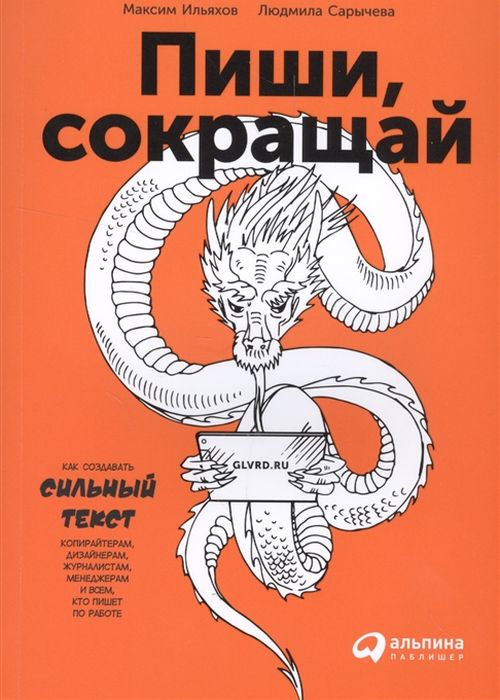 Максим Ильяхов Людмила Сарычева
Пиши,
сокращай
GLVRD.RU
КАК СОЗДАВАТЬ
СИЛЬНЫЙ
ТЕКСТ
КОПИРАЙТЕРАМ,
ДИЗАЙНЕРАМ,
ЖУРНАЛИСТАМ,
МЕНЕДЖЕРАМ
И ВСЕМ,
КТО ПИШЕТ
ПО РАБОТЕ
альпина
ПАБЛИШЕР